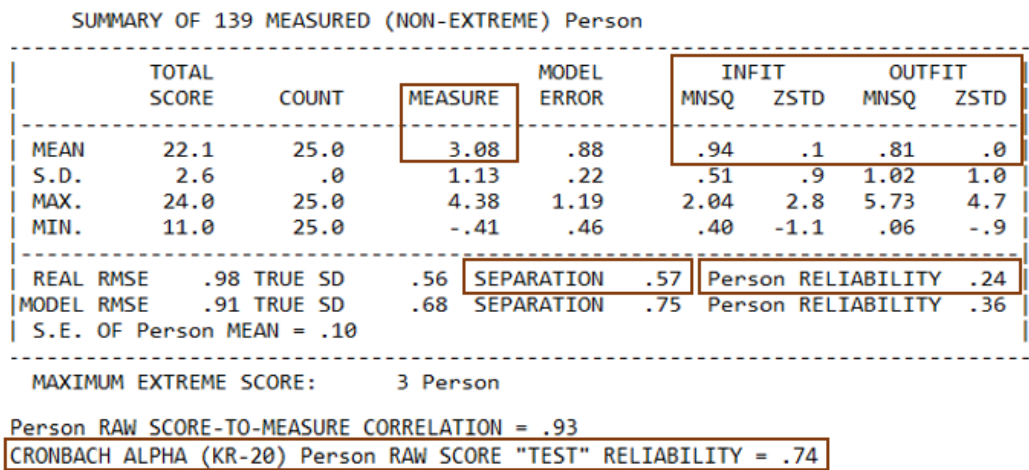 SUMMARY OF 139 MEASURED (NON-EXTREME) Person
TOTAL MODEL INFIT OUTFIT
SCORE COUNT MEASURE ERROR MNSQ ZSTD MNSQ ZSTD
MEAN 22.1 25.0 3.08 .88 .94 .1 .81 .0
S.D. 2.6 .0 1.13 .22 .51 .9 1.02 1.0
MAX. 24.0 25.0 4.38 1.19 2.04 2.8 5.73 4.7
MIN. 11.0 25.0 -.41 .46 .40 -1.1 .06 -.9
REAL RMSE .98 TRUE SD .56 SEPARATION .57 Person RELIABILITY .24
MODEL RMSE .91 TRUE SD .68 SEPARATION .75 Person RELIABILITY .36
S.E. OF Person MEAN = .10
MAXIMUM EXTREME SCORE: 3 Person
Person RAW SCORE-TO-MEASURE CORRELATION = .93
CRONBACH ALPHA (KR-20) Person RAW SCORE "TEST" RELIABILITY = .74